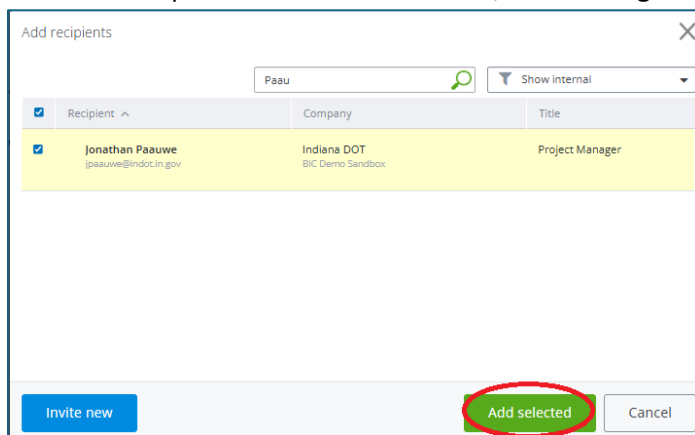 Add recipients
Paau
Show internal
Recipient
Company
Title
Jonathan Paauwe
Indiana DOT
Project Manager
jpaauwe@indot.in.gov
BIC Demo Sandbox
Invite new
Add selected
Cancel